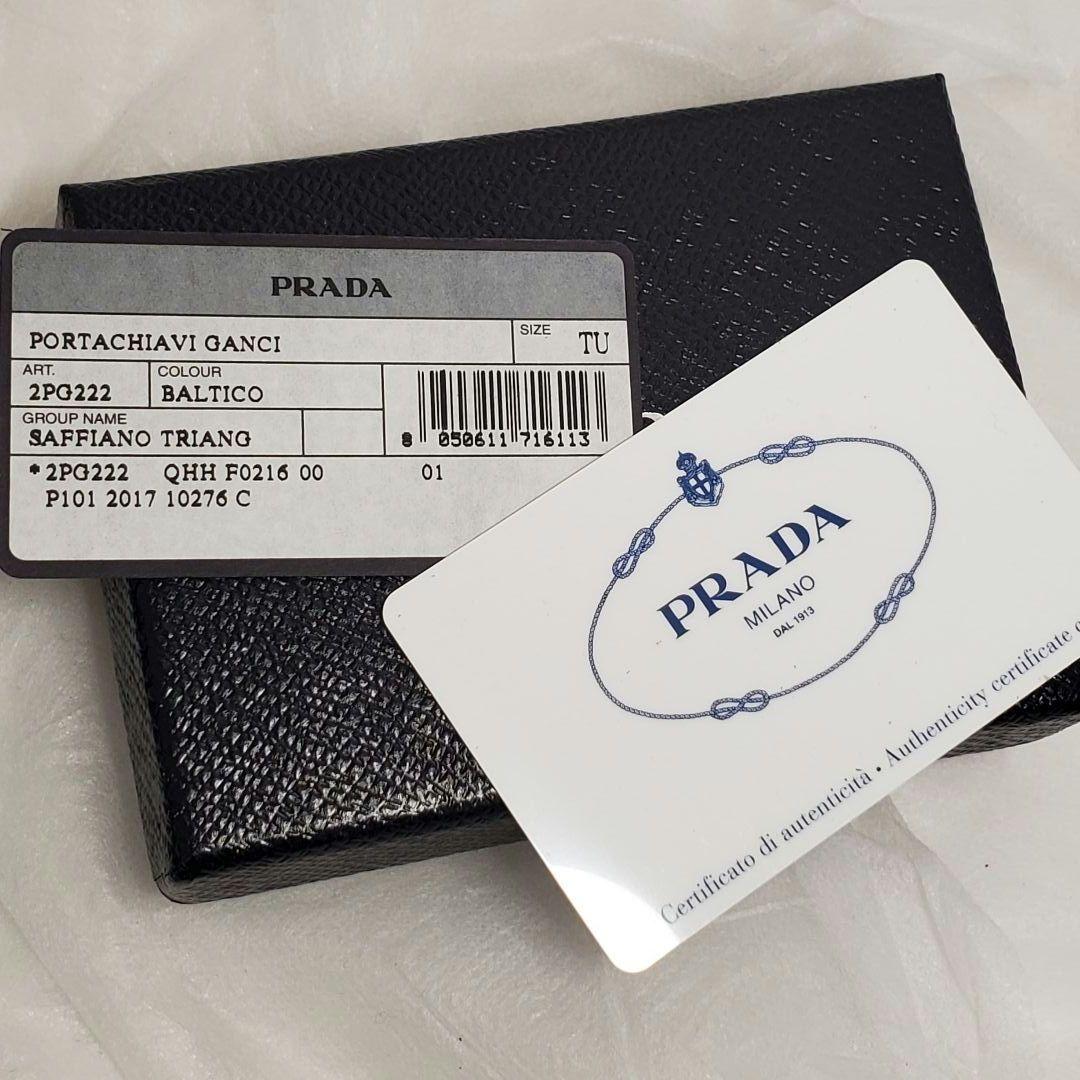 PRADA
PORTACHIAVI GANCI
SIZE
TU
ART.
2PG222
COLOUR
BALTICO
GROUP NAME
SAFFIANO TRIANG
8 050611 716113
* 2PG222 QHH F0216 00 01
P101 2017 10276 C
PRADA
MILANO
DAL 1913
Certificato di autenticità • Authenticity certificate